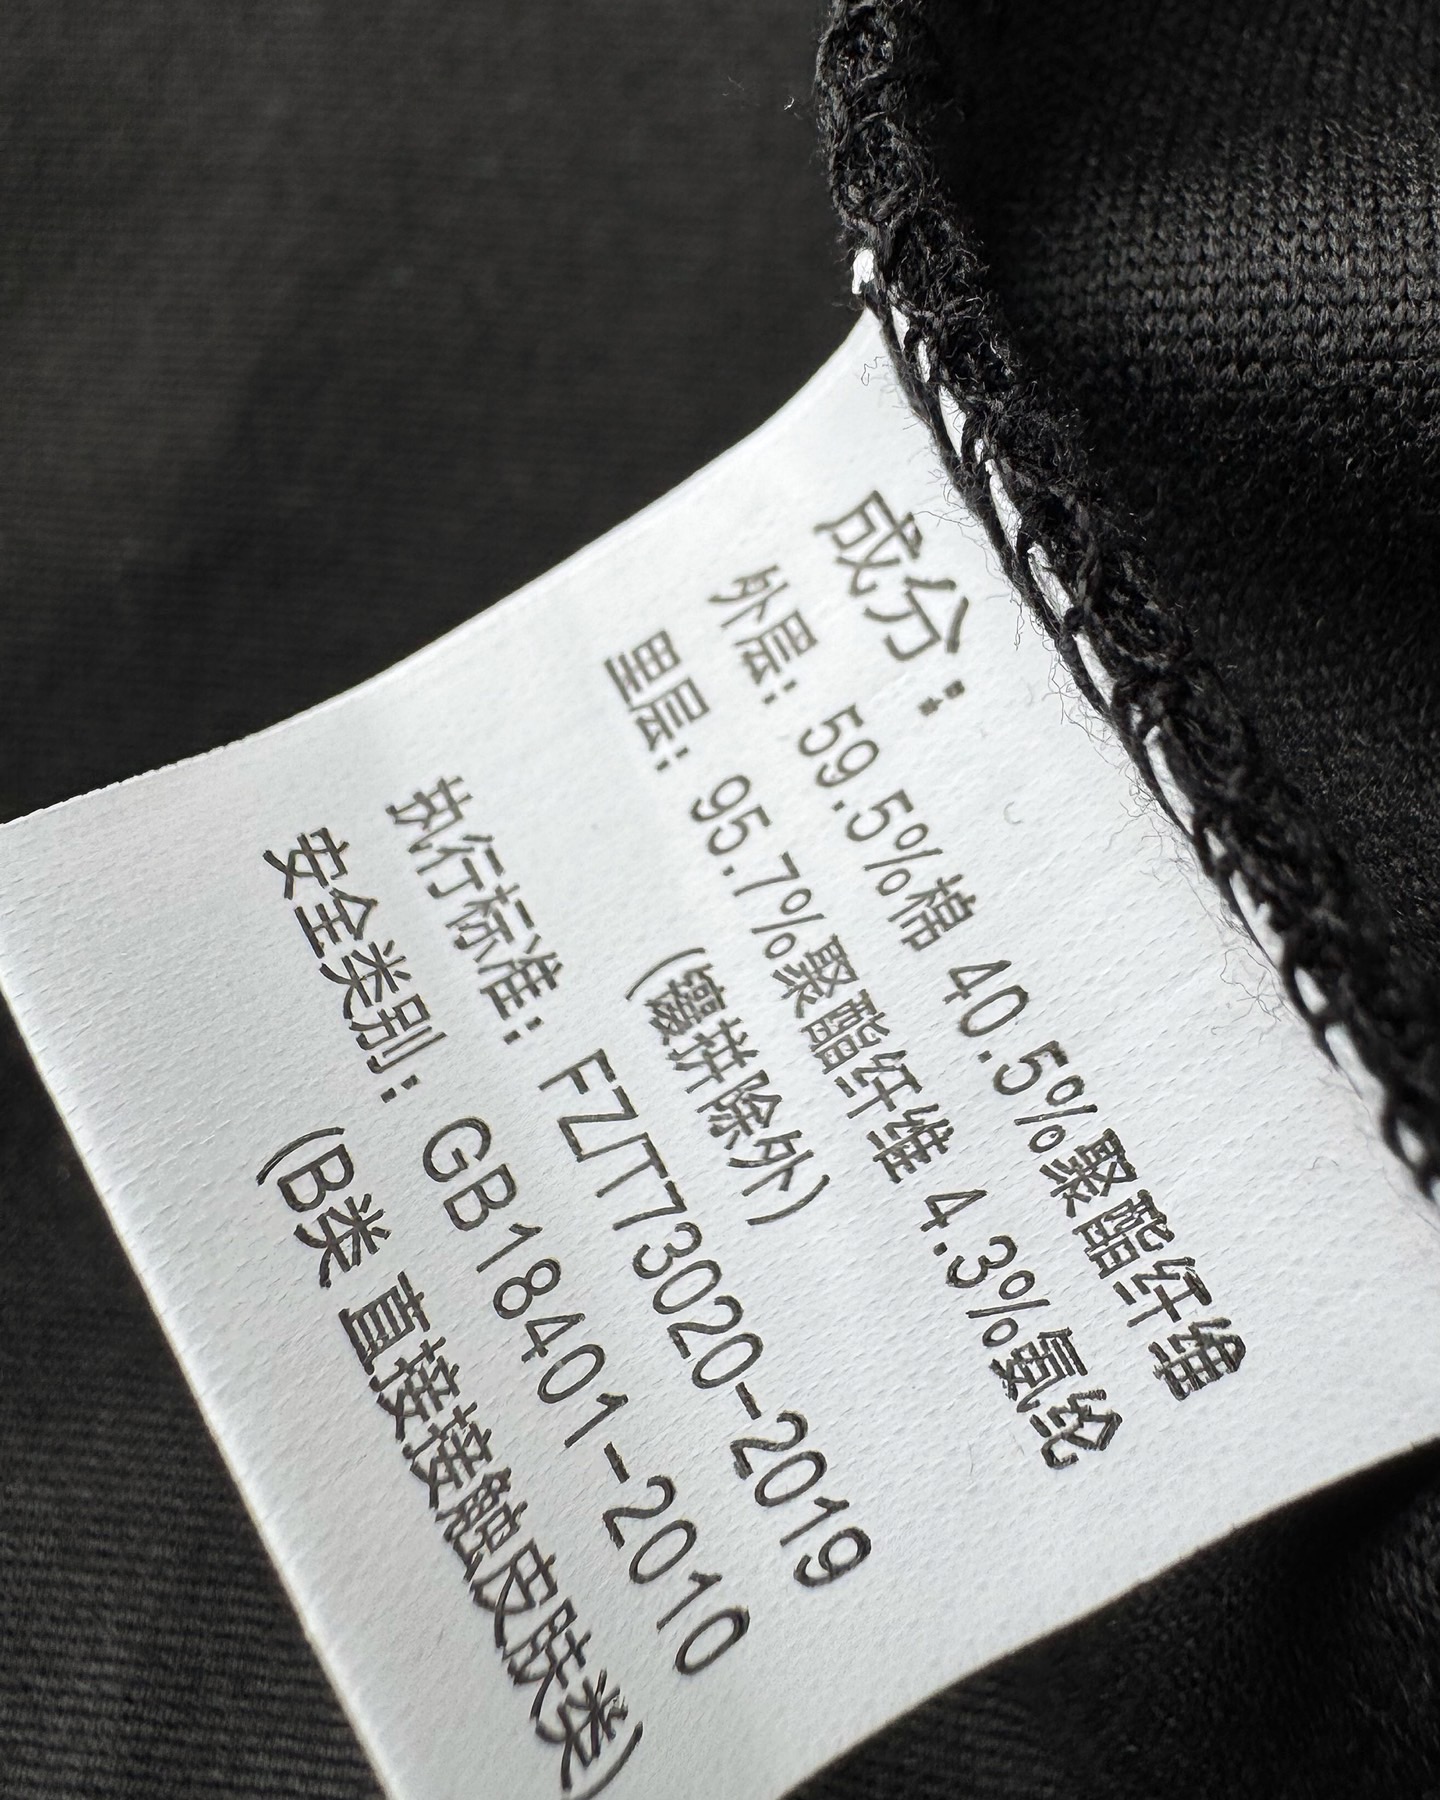 成分：
外层：59.5%棉 40.5%聚酯纤维
里层：95.7%聚酯纤维 4.3%氨纶
(镶拼除外)
执行标准：FZ/T73020-2019
安全类别：GB18401-2010
(B类 直接接触皮肤类)